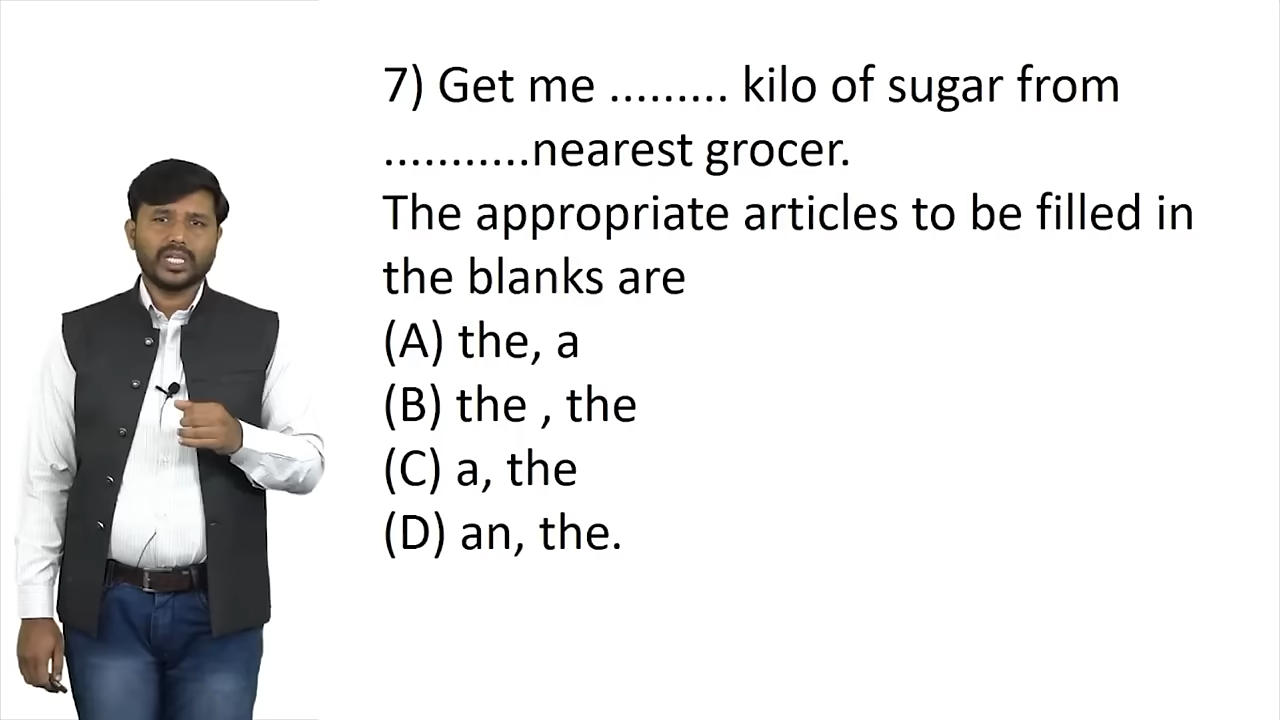 7) Get me ......... kilo of sugar from
...........nearest grocer.
The appropriate articles to be filled in
the blanks are
(A) the, a
(B) the , the
(C) a, the
(D) an, the.